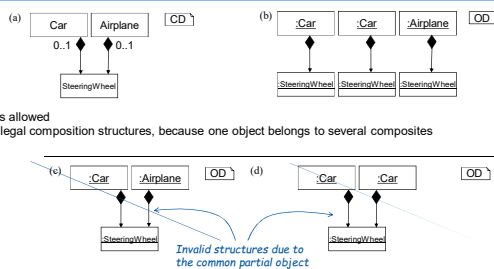 (a) Car Airplane CD
0..1 0..1
SteeringWheel
(b) :Car :Car :Airplane OD
:SteeringWheel :SteeringWheel :SteeringWheel
s allowed
legal composition structures, because one object belongs to several composites
(c) :Car :Airplane OD
:SteeringWheel
(d) :Car :Car OD
:SteeringWheel
Invalid structures due to
the common partial object